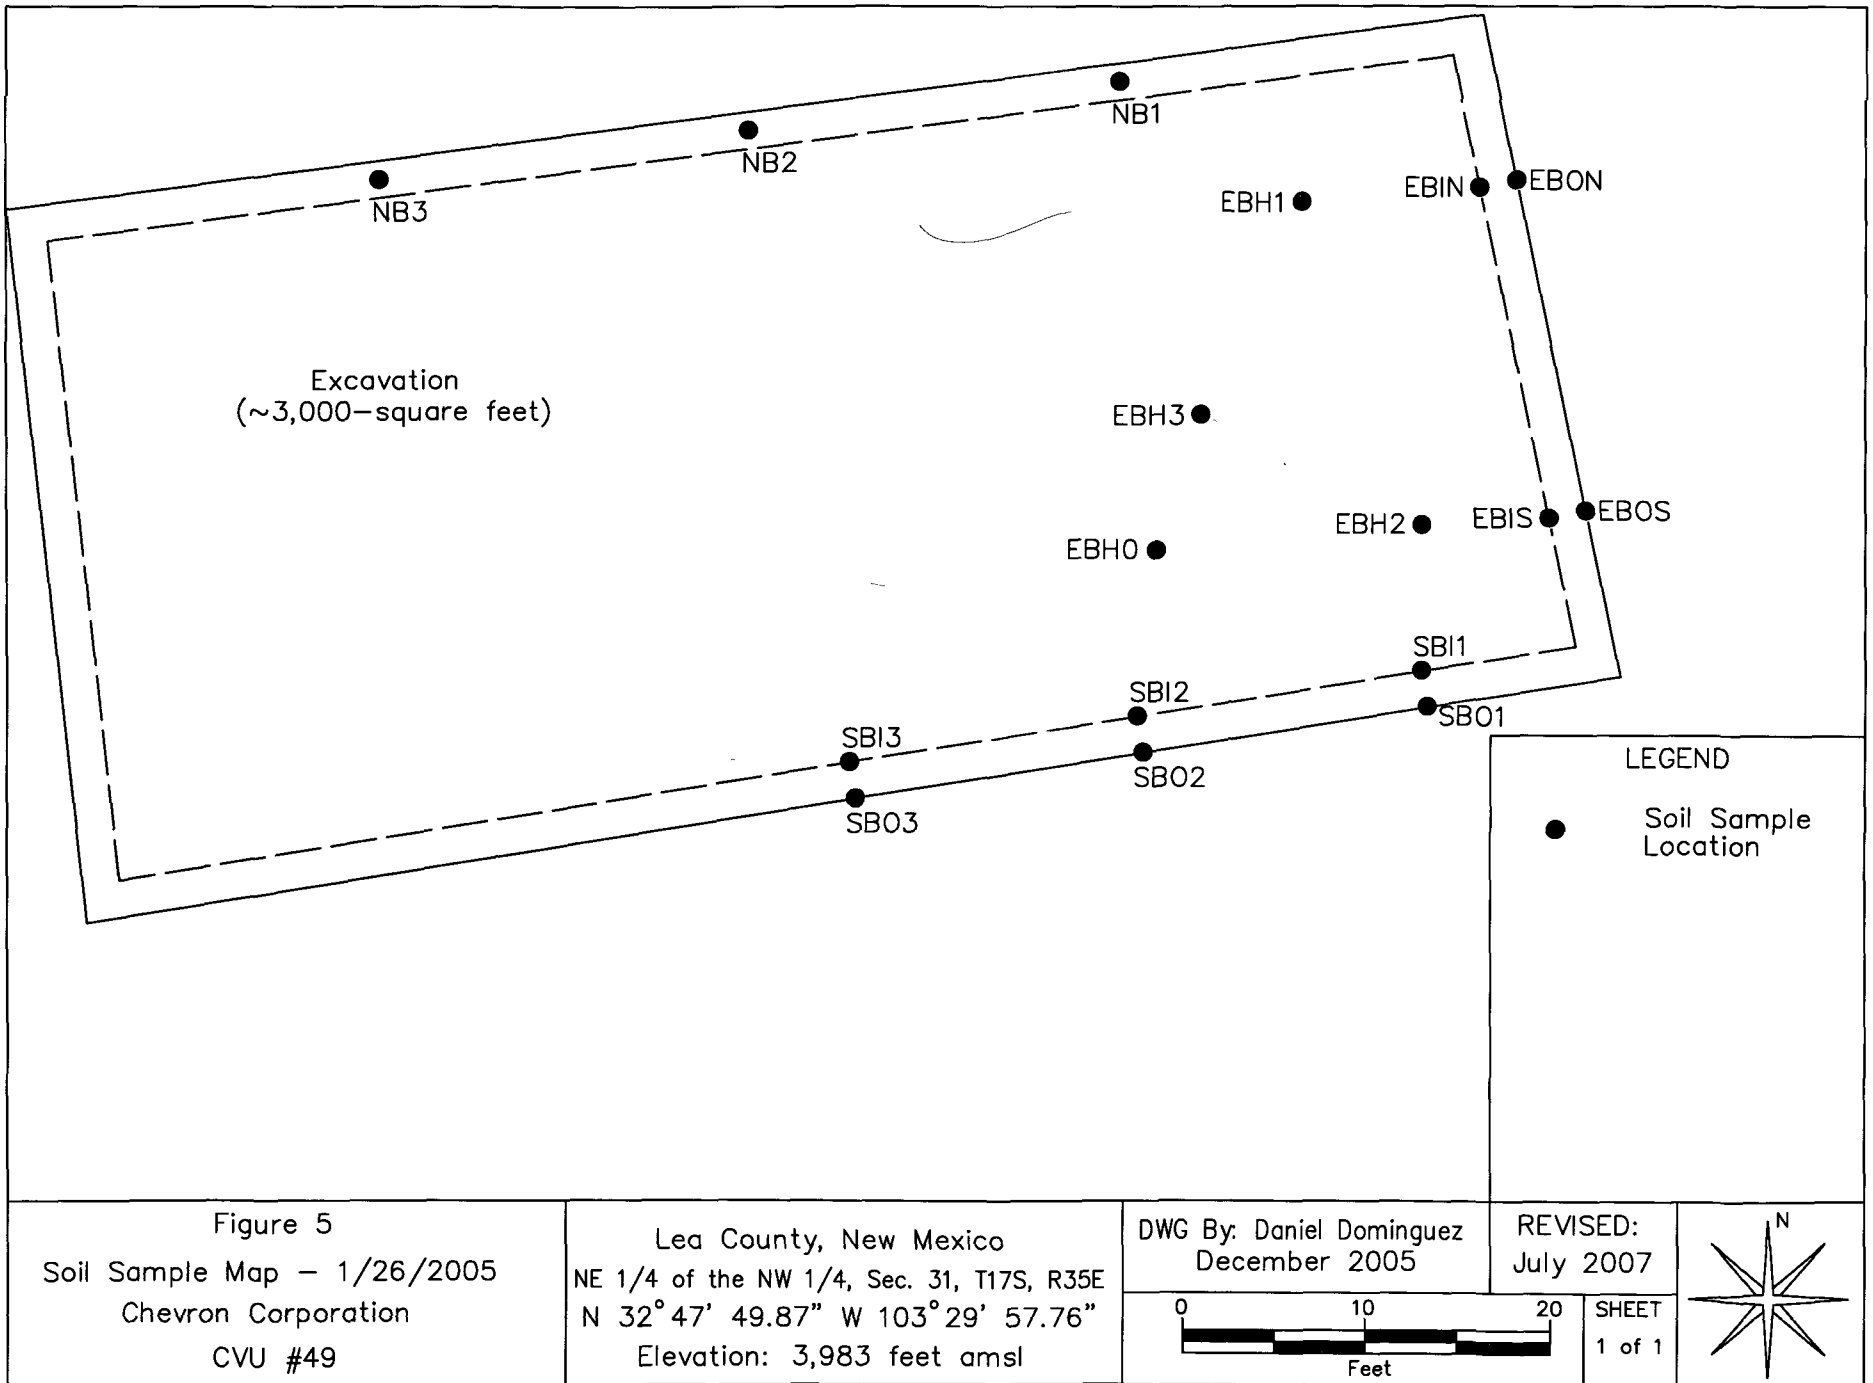 NB1
NB2
NB3
EBH1
EBIN
EBON
Excavation
(~3,000-square feet)
EBH3
EBH0
EBH2
EBIS
EBOS
SBI1
SBO1
SBI2
SBO2
SBI3
SBO3
LEGEND
Soil Sample
Location
Figure 5
Soil Sample Map - 1/26/2005
Chevron Corporation
CVU #49
Lea County, New Mexico
NE 1/4 of the NW 1/4, Sec. 31, T17S, R35E
N 32°47' 49.87" W 103°29' 57.76"
Elevation: 3,983 feet amsl
DWG By: Daniel Dominguez
December 2005
REVISED:
July 2007
0 10 20
Feet
SHEET
1 of 1
N